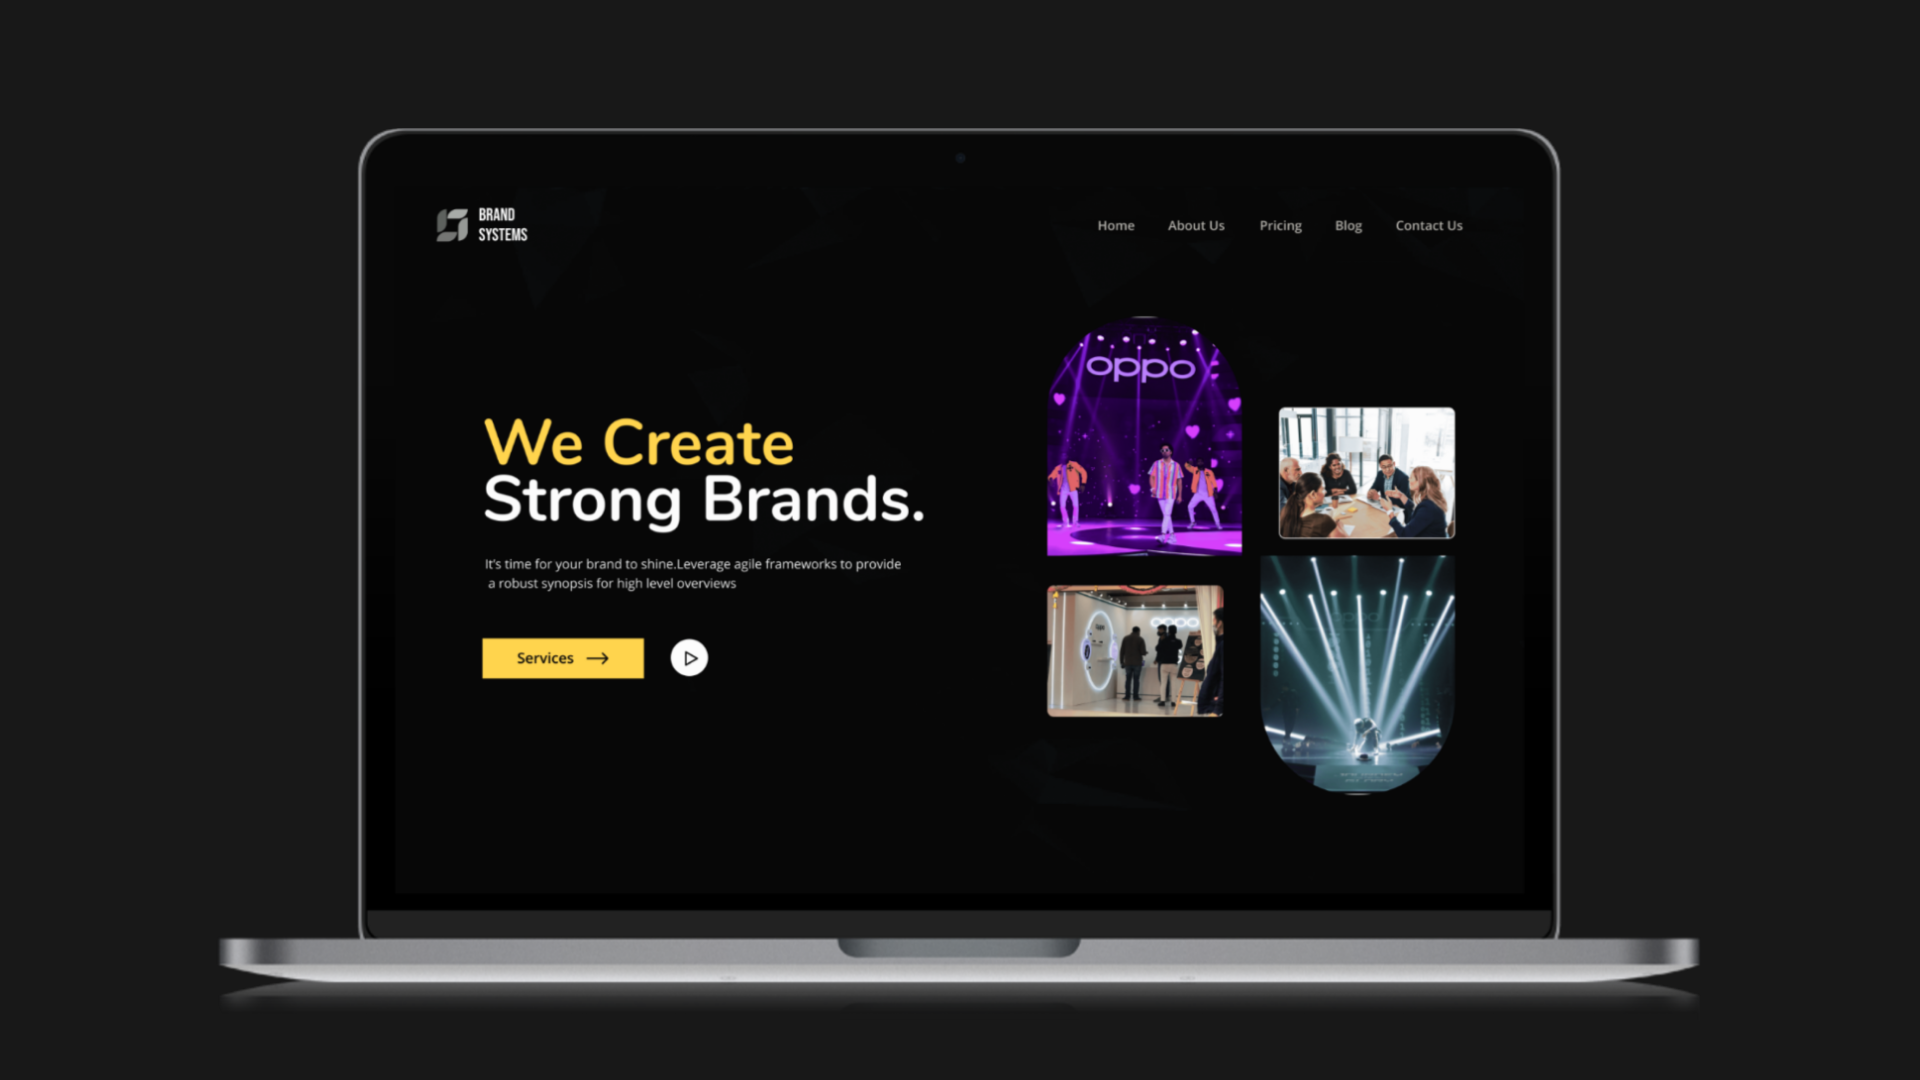 BRAND
SYSTEMS
Home About Us Pricing Blog Contact Us
We Create
Strong Brands.
It's time for your brand to shine.Leverage agile frameworks to provide
a robust synopsis for high level overviews
Services
oppo